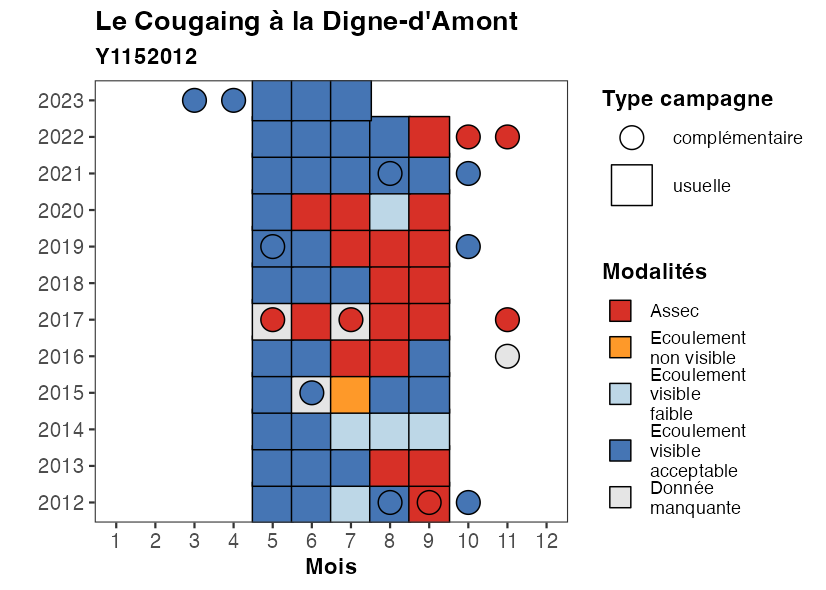 Le Cougaing à la Digne-d'Amont
Y1152012
2023
2022
2021
2020
2019
2018
2017
2016
2015
2014
2013
2012
1 2 3 4 5 6 7 8 9 10 11 12
Mois
Type campagne
complémentaire
usuelle
Modalités
Assec
Ecoulement
non visible
Ecoulement
visible
faible
Ecoulement
visible
acceptable
Donnée
manquante